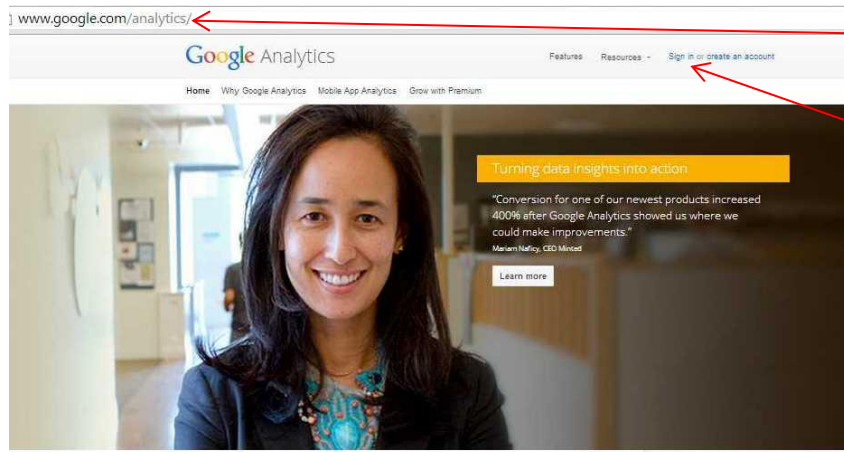 www.google.com/analytics/
Google Analytics
Features Resources Sign in or create an account
Home Why Google Analytics Mobile App Analytics Grow with Premium
Turning data insights into action
"Conversion for one of our newest products increased
400% after Google Analytics showed us where we
could make improvements."
Mariam Naficy, CEO Minted
Learn more